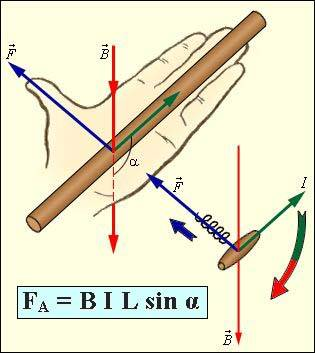 F⃗
B⃗
α
F⃗
I
B⃗
F_A = B I L sin α